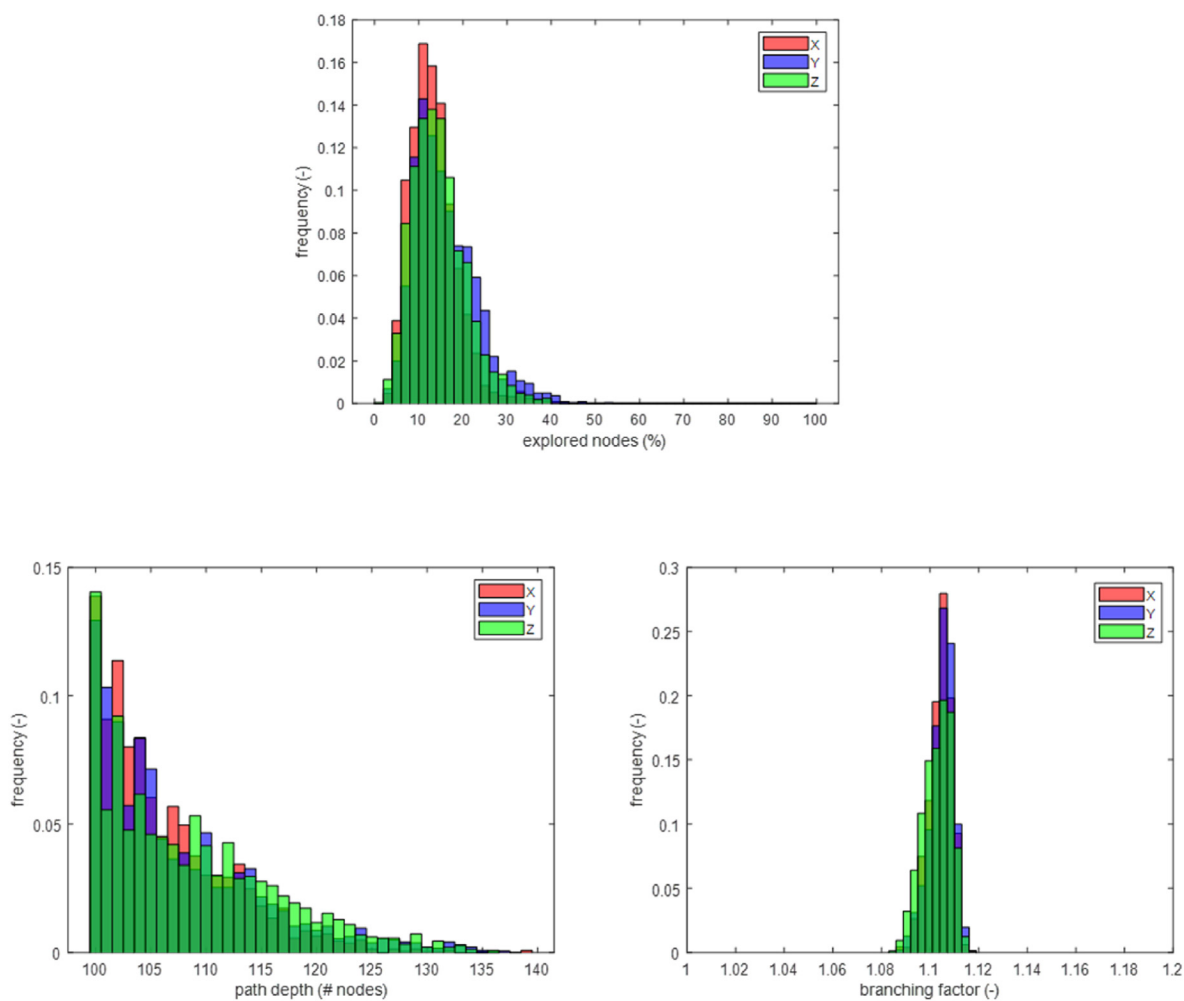 0.18
0.16
0.14
0.12
0.1
0.08
0.06
0.04
0.02
0
frequency (-)
X
Y
Z
0 10 20 30 40 50 60 70 80 90 100
explored nodes (%)
0.15
0.1
0.05
0
frequency (-)
X
Y
Z
100 105 110 115 120 125 130 135 140
path depth (# nodes)
0.3
0.25
0.2
0.15
0.1
0.05
0
frequency (-)
X
Y
Z
1 1.02 1.04 1.06 1.08 1.1 1.12 1.14 1.16 1.18 1.2
branching factor (-)